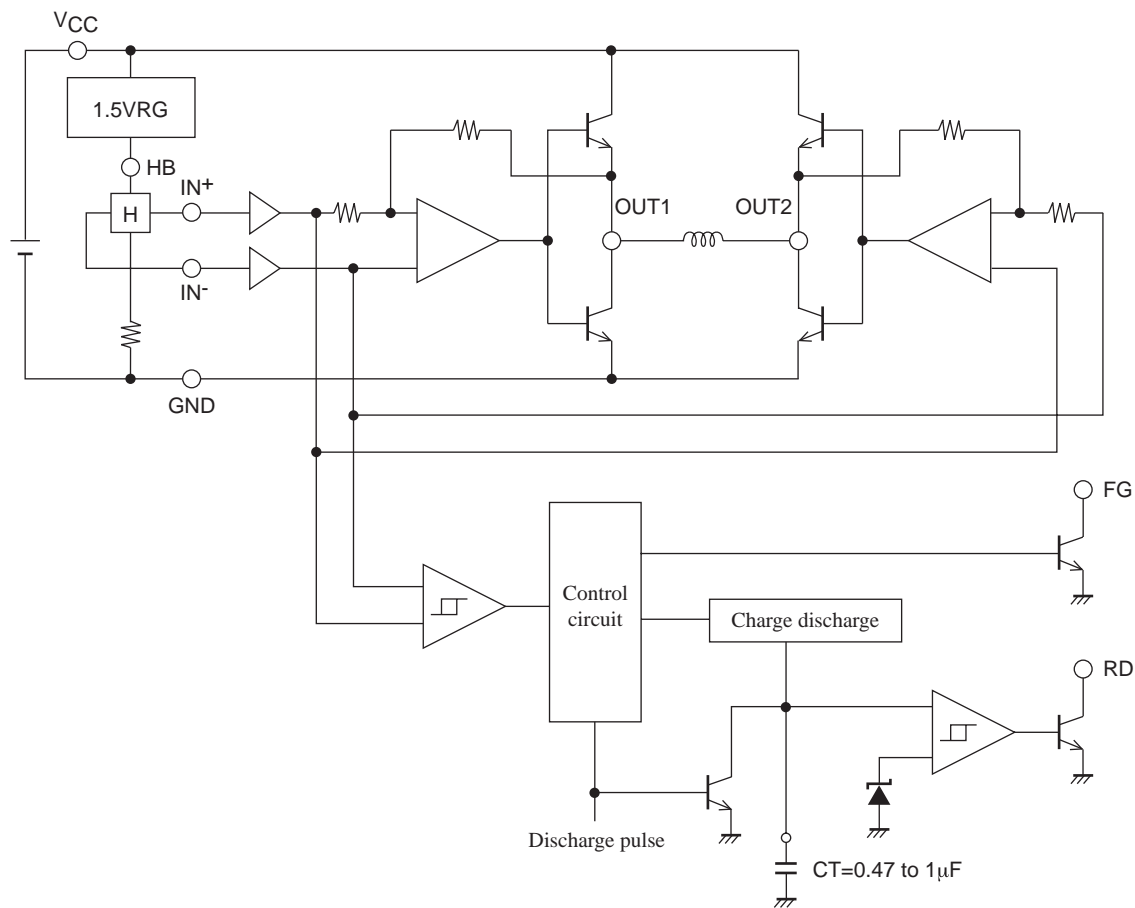 VCC
1.5VRG
HB
IN+
H
OUT1
OUT2
IN-
GND
FG
Control
circuit
Charge discharge
RD
Discharge pulse
CT=0.47 to 1μF